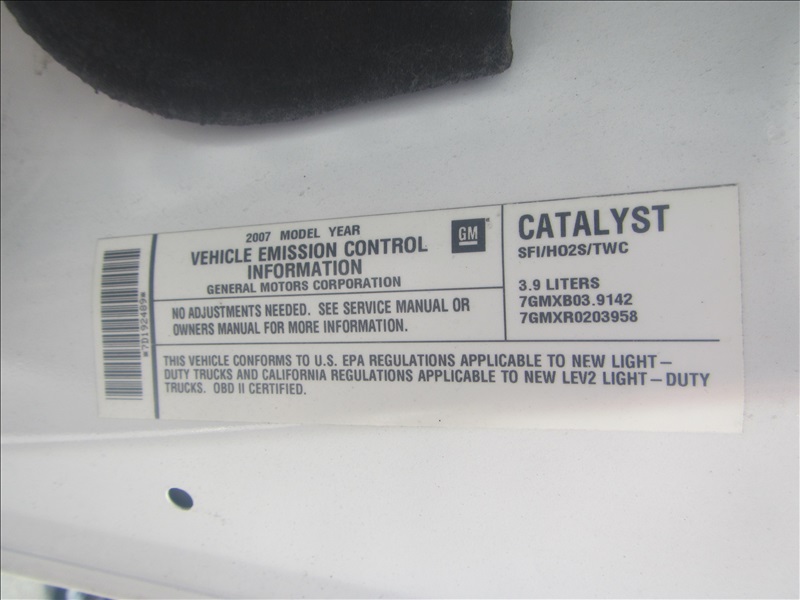 *7D192489*
2007 MODEL YEAR
VEHICLE EMISSION CONTROL
INFORMATION
GENERAL MOTORS CORPORATION
GM
NO ADJUSTMENTS NEEDED. SEE SERVICE MANUAL OR
OWNERS MANUAL FOR MORE INFORMATION.
CATALYST
SFI/HO2S/TWC
3.9 LITERS
7GMXB03.9142
7GMXR0203958
THIS VEHICLE CONFORMS TO U.S. EPA REGULATIONS APPLICABLE TO NEW LIGHT–
DUTY TRUCKS AND CALIFORNIA REGULATIONS APPLICABLE TO NEW LEV2 LIGHT–DUTY
TRUCKS. OBD II CERTIFIED.